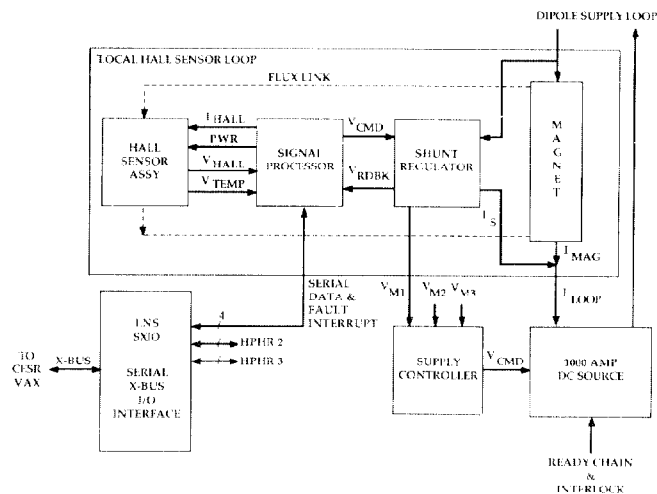 DIPOLE SUPPLY LOOP
LOCAL HALL SENSOR LOOP
FLUX LINK
I HALL
PWR
V HALL
V TEMP
HALL
SENSOR
ASSY
SIGNAL
PROCESSOR
V CMD
V RDBK
SHUNT
REGULATOR
MAGNET
I S
I MAG
I LOOP
SERIAL
DATA &
FAULT
INTERRUPT
4
V M1
V M2
V M3
LNS
SXIO
SERIAL
X-BUS
I/O
INTERFACE
HPHR 2
HPHR 3
TO
CESR
VAX
X-BUS
SUPPLY
CONTROLLER
V CMD
1000 AMP
DC SOURCE
READY CHAIN
&
INTERLOCK